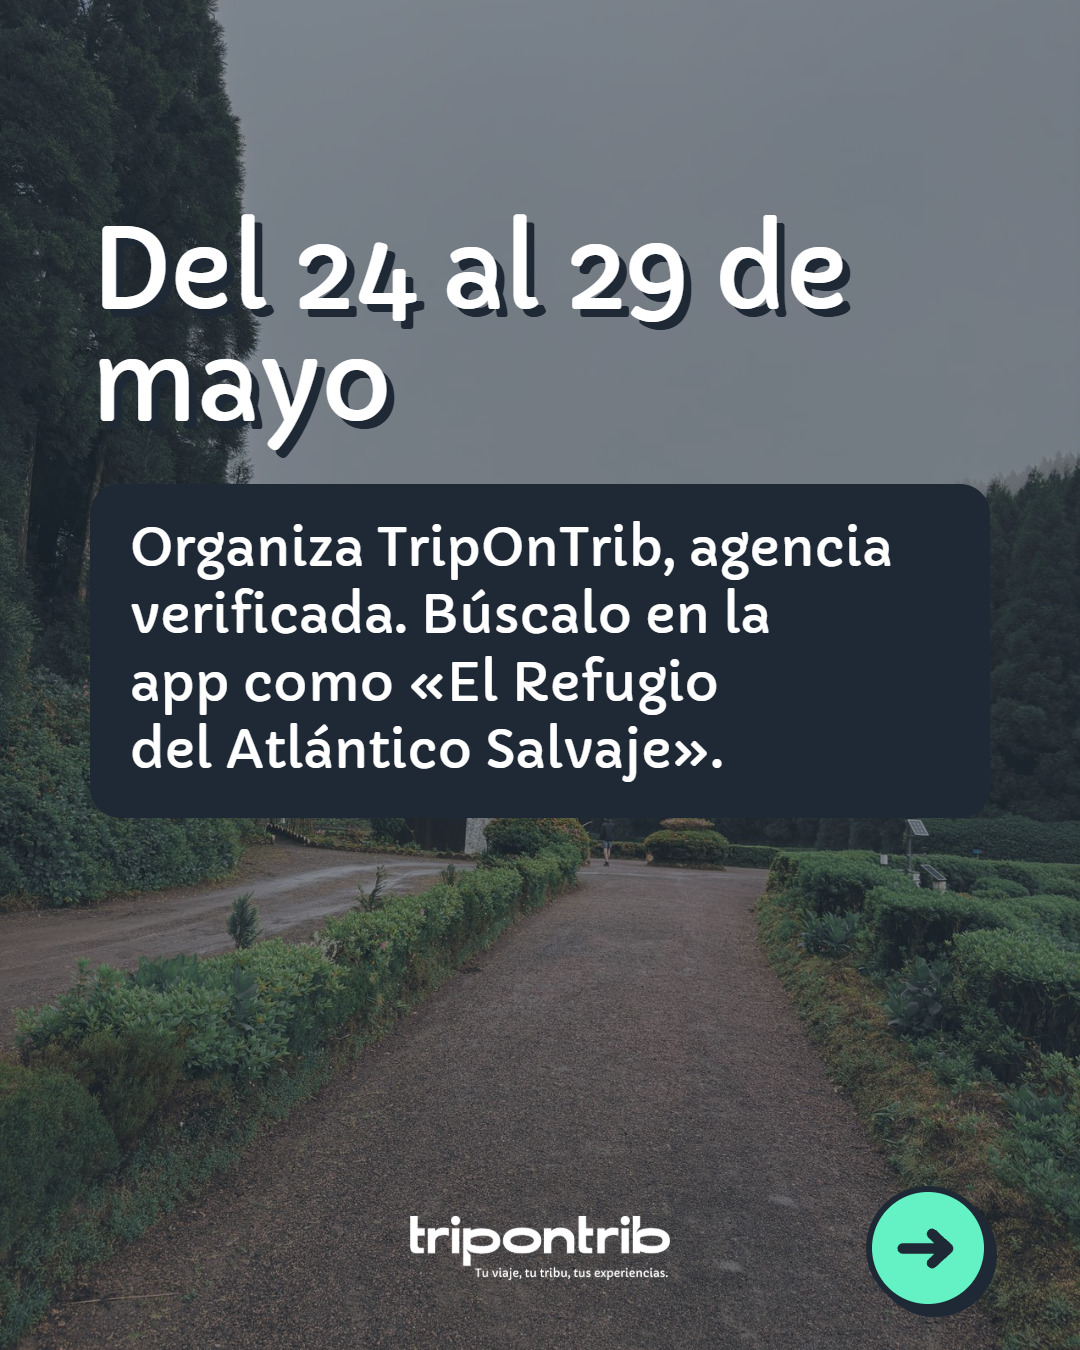 Del 24 al 29 de
mayo
Organiza TripOnTrib, agencia
verificada. Búscalo en la
app como «El Refugio
del Atlántico Salvaje».
tripontrib
Tu viaje, tu tribu, tus experiencias.